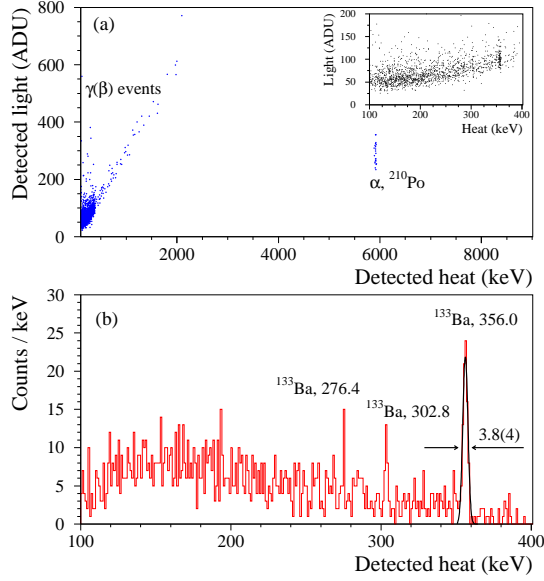 Detected light (ADU)
800
600
400
200
0
(a)
γ(β) events
α, ²¹⁰Po
Light (ADU)
200
150
100
50
0
100 200 300 400
Heat (keV)
2000 4000 6000 8000
Detected heat (keV)
Counts / keV
30
25
20
15
10
5
0
(b)
¹³³Ba, 356.0
¹³³Ba, 276.4
¹³³Ba, 302.8
3.8(4)
100 200 300 400
Detected heat (keV)